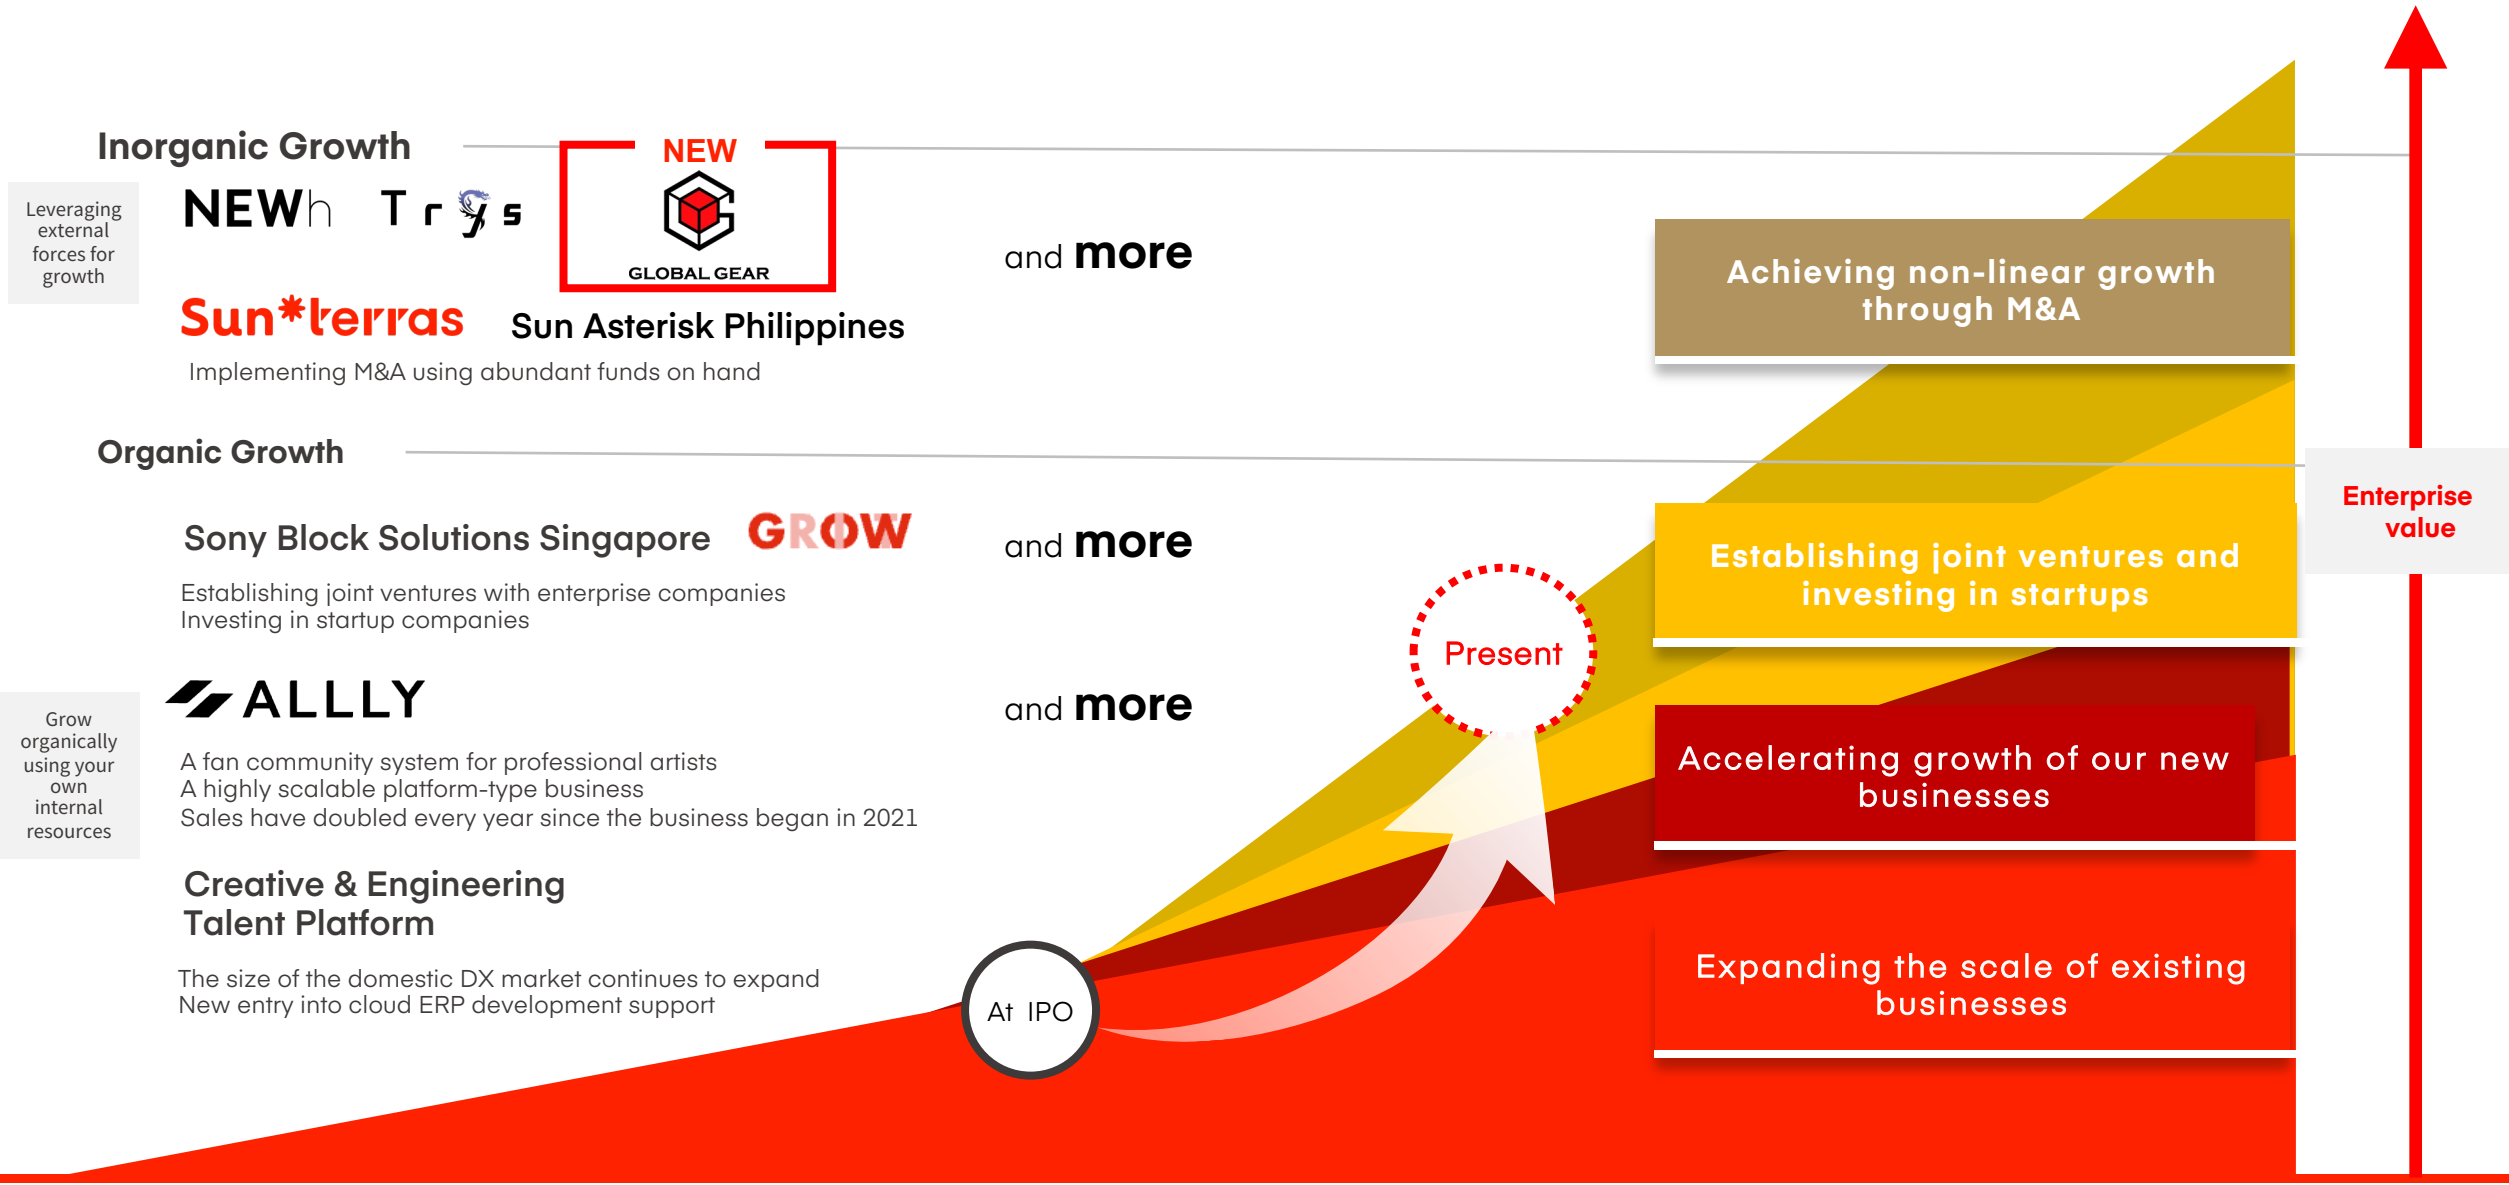 Inorganic Growth
Leveraging
external
forces for
growth
NEWh
Trys
NEW
GLOBAL GEAR
and more
Sun*terras
Sun Asterisk Philippines
Implementing M&A using abundant funds on hand
Organic Growth
Sony Block Solutions Singapore
GROW
and more
Establishing joint ventures with enterprise companies
Investing in startup companies
Grow
organically
using your
own
internal
resources
ALLLY
and more
A fan community system for professional artists
A highly scalable platform-type business
Sales have doubled every year since the business began in 2021
Creative & Engineering
Talent Platform
The size of the domestic DX market continues to expand
New entry into cloud ERP development support
At IPO
Present
Achieving non-linear growth
through M&A
Establishing joint ventures and
investing in startups
Accelerating growth of our new
businesses
Expanding the scale of existing
businesses
Enterprise
value